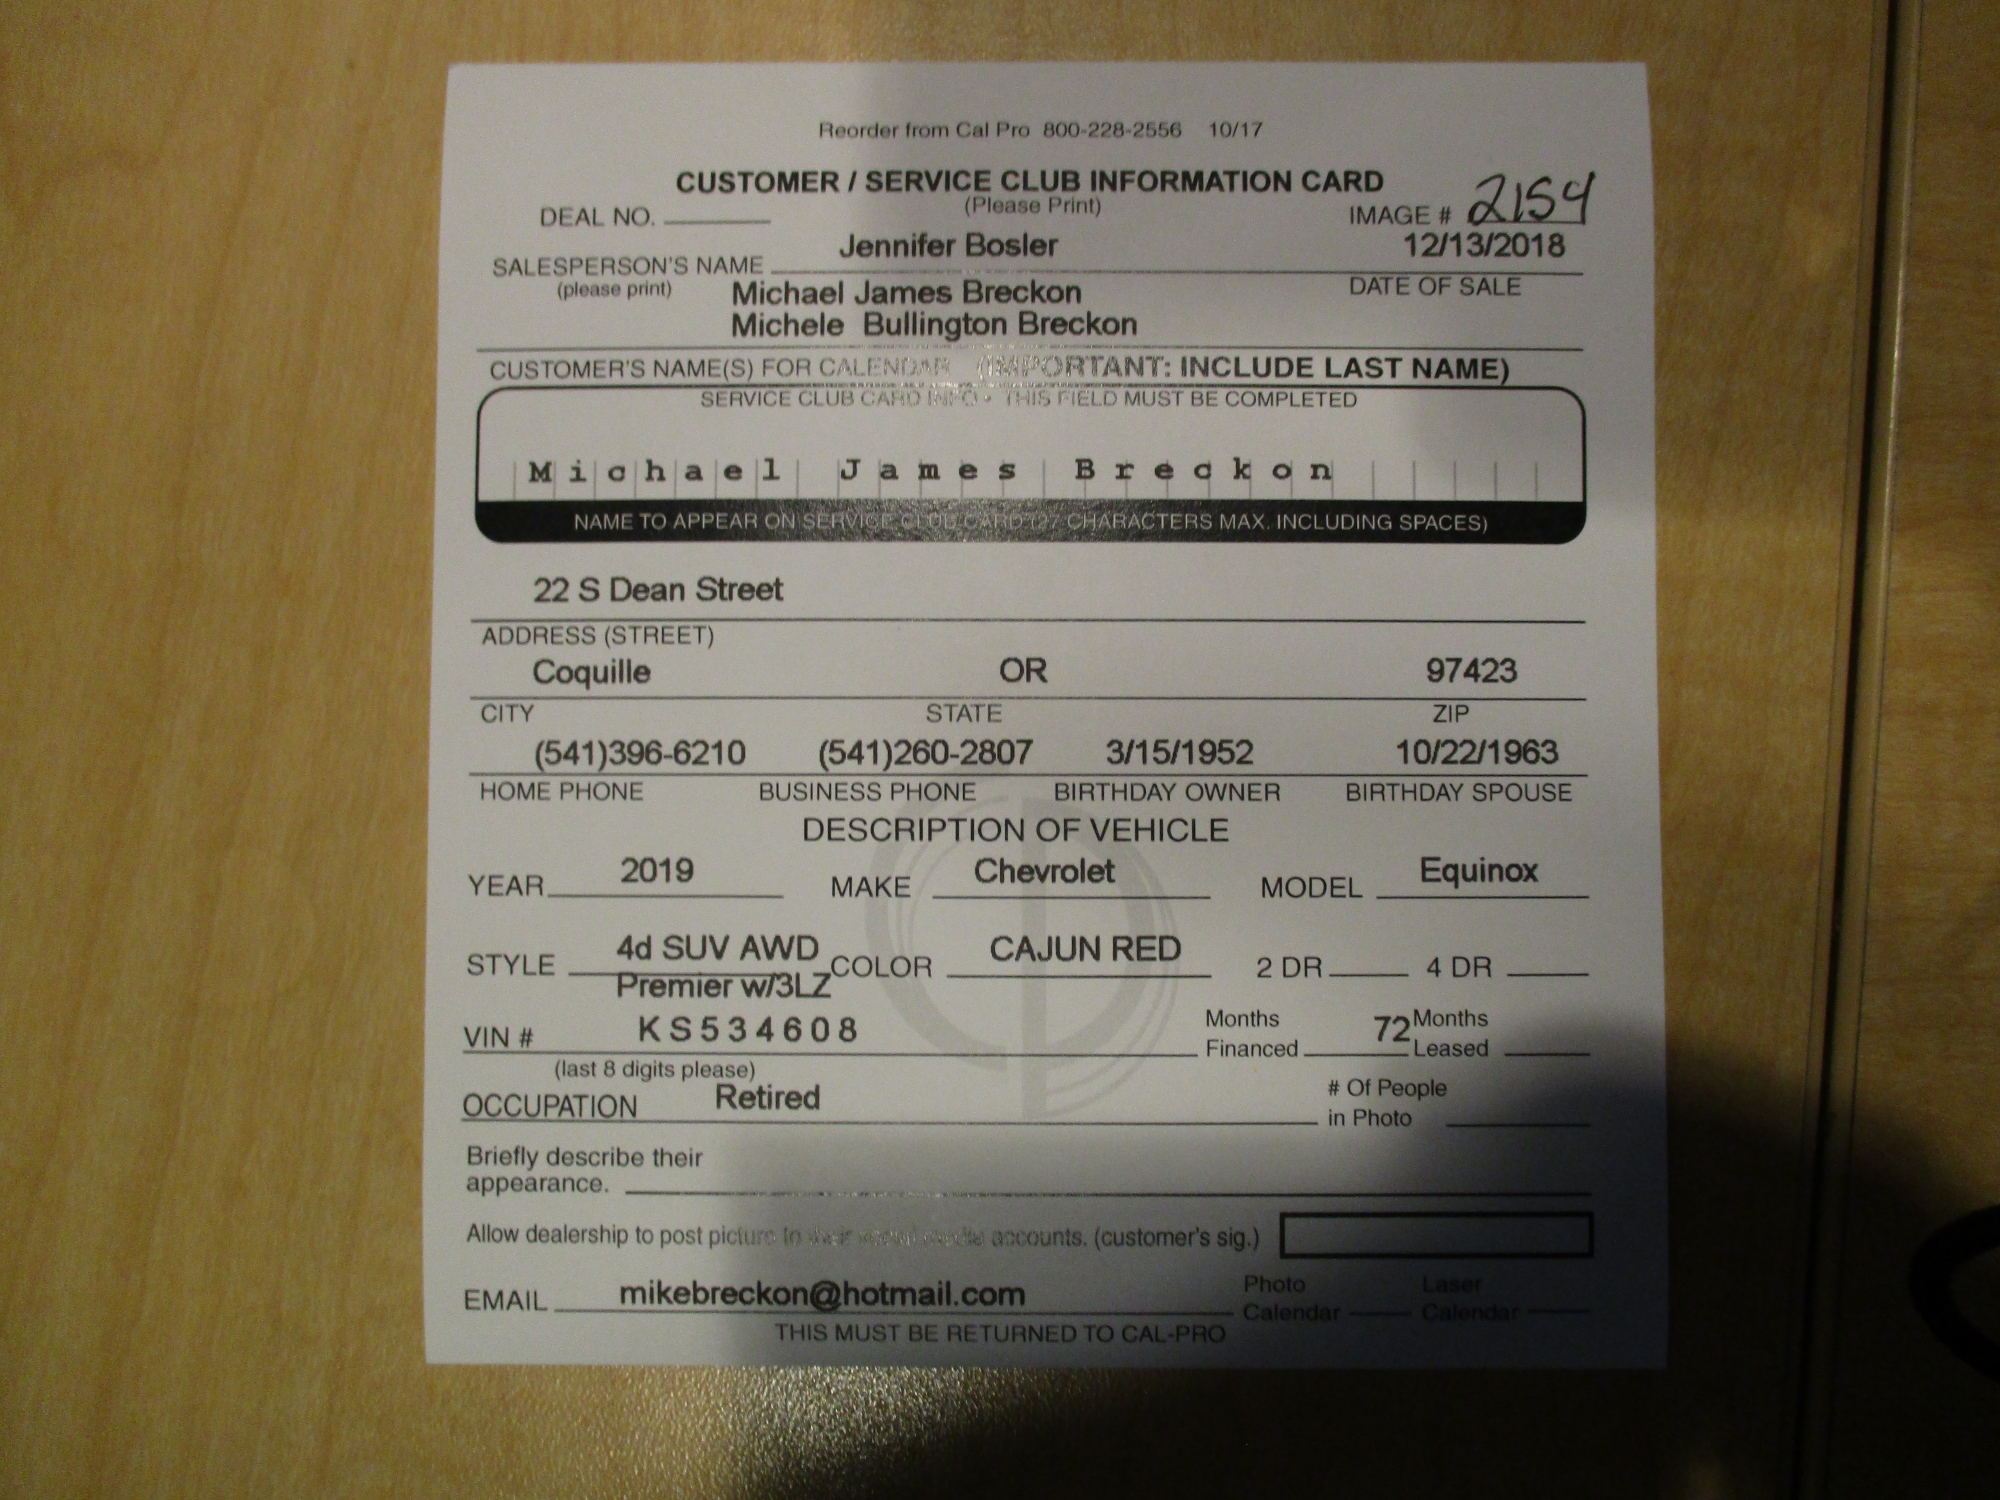 Reorder from Cal Pro 800-228-2556 10/17
CUSTOMER / SERVICE CLUB INFORMATION CARD
(Please Print)
DEAL NO. IMAGE # 2154
SALESPERSON'S NAME Jennifer Bosler 12/13/2018
(please print) DATE OF SALE
Michael James Breckon
Michele Bullington Breckon
CUSTOMER'S NAME(S) FOR CALENDAR (IMPORTANT: INCLUDE LAST NAME)
SERVICE CLUB CARD INFO • THIS FIELD MUST BE COMPLETED
Michael James Breckon
NAME TO APPEAR ON SERVICE CLUB CARD (27 CHARACTERS MAX. INCLUDING SPACES)
22 S Dean Street
ADDRESS (STREET)
Coquille OR 97423
CITY STATE ZIP
(541)396-6210 (541)260-2807 3/15/1952 10/22/1963
HOME PHONE BUSINESS PHONE BIRTHDAY OWNER BIRTHDAY SPOUSE
DESCRIPTION OF VEHICLE
YEAR 2019 MAKE Chevrolet MODEL Equinox
STYLE 4d SUV AWD COLOR CAJUN RED 2 DR 4 DR
Premier w/3LZ
VIN # KS534608 Months Financed 72 Months Leased
(last 8 digits please)
OCCUPATION Retired # Of People
in Photo
Briefly describe their
appearance.
Allow dealership to post picture to their social media accounts. (customer's sig.)
EMAIL mikebreckon@hotmail.com Photo Calendar Laser Calendar
THIS MUST BE RETURNED TO CAL-PRO